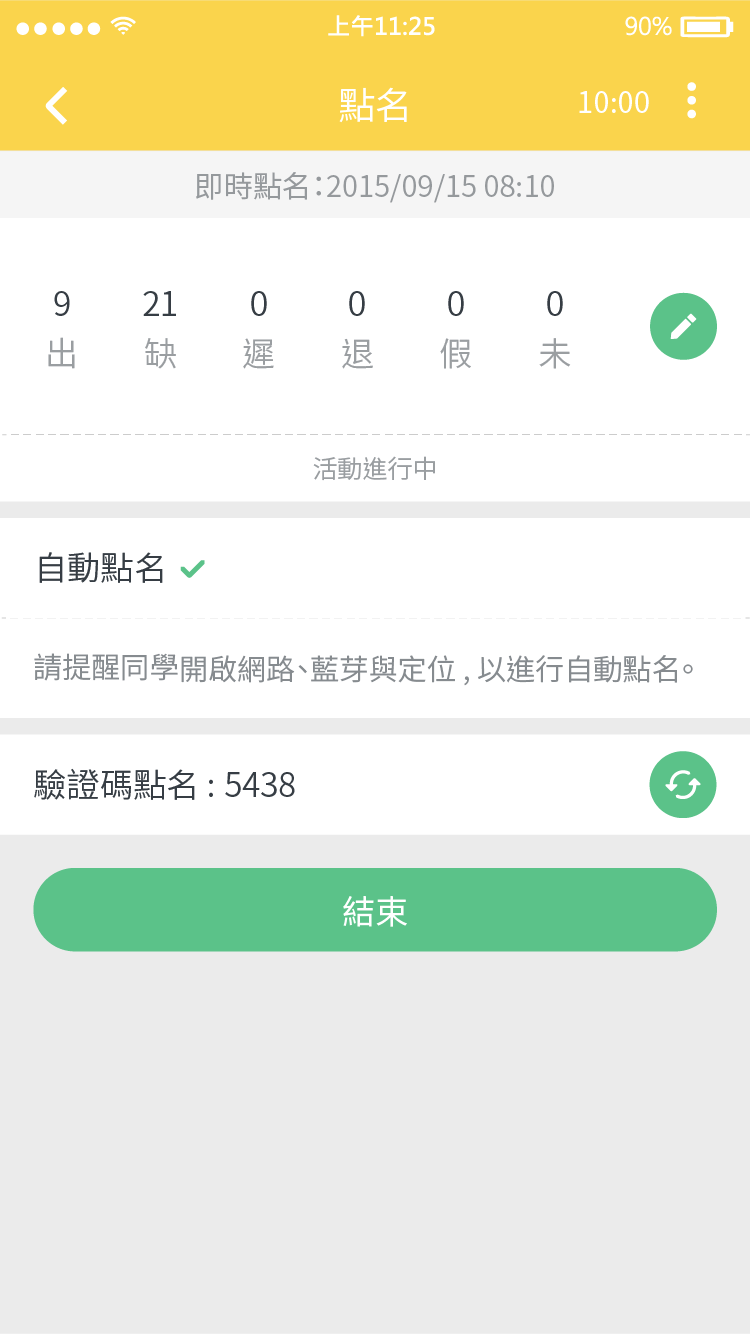 上午11:25 90%
點名 10:00
即時點名:2015/09/15 08:10
9 21 0 0 0 0
出 缺 遲 退 假 未
活動進行中
自動點名
請提醒同學開啟網路、藍芽與定位 , 以進行自動點名。
驗證碼點名 : 5438
結束